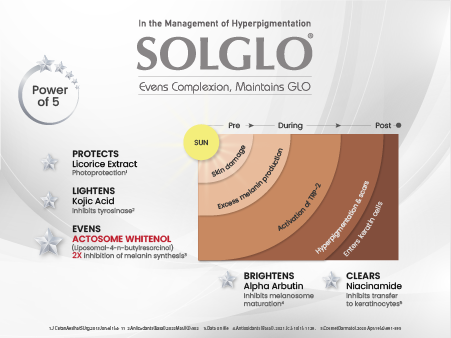 In the Management of Hyperpigmentation
SOLGLO®
Evens Complexion, Maintains GLO
Power
of 5
Pre
During
Post
SUN
Skin damage
Excess melanin production
Activation of TRP-2
Hyperpigmentation & scars
Enters keratin cells
PROTECTS
Licorice Extract
Photoprotection¹
LIGHTENS
Kojic Acid
Inhibits tyrosinase²
EVENS
ACTOSOME WHITENOL
(Liposomal-4-n-butylresorcinol)
2X inhibition of melanin synthesis³
BRIGHTENS
Alpha Arbutin
Inhibits melanosome
maturation⁴
CLEARS
Niacinamide
Inhibits transfer
to keratinocytes⁵